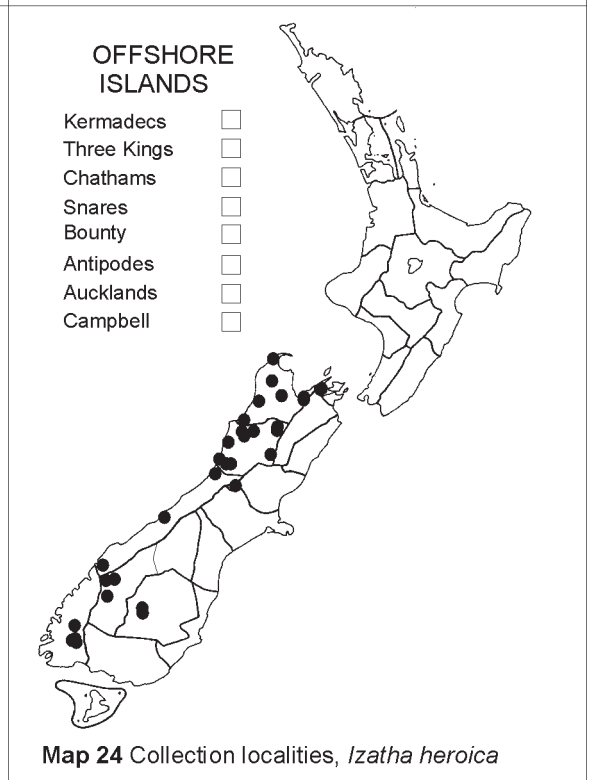 OFFSHORE
ISLANDS
Kermadecs
Three Kings
Chathams
Snares
Bounty
Antipodes
Aucklands
Campbell
Map 24 Collection localities, Izatha heroica